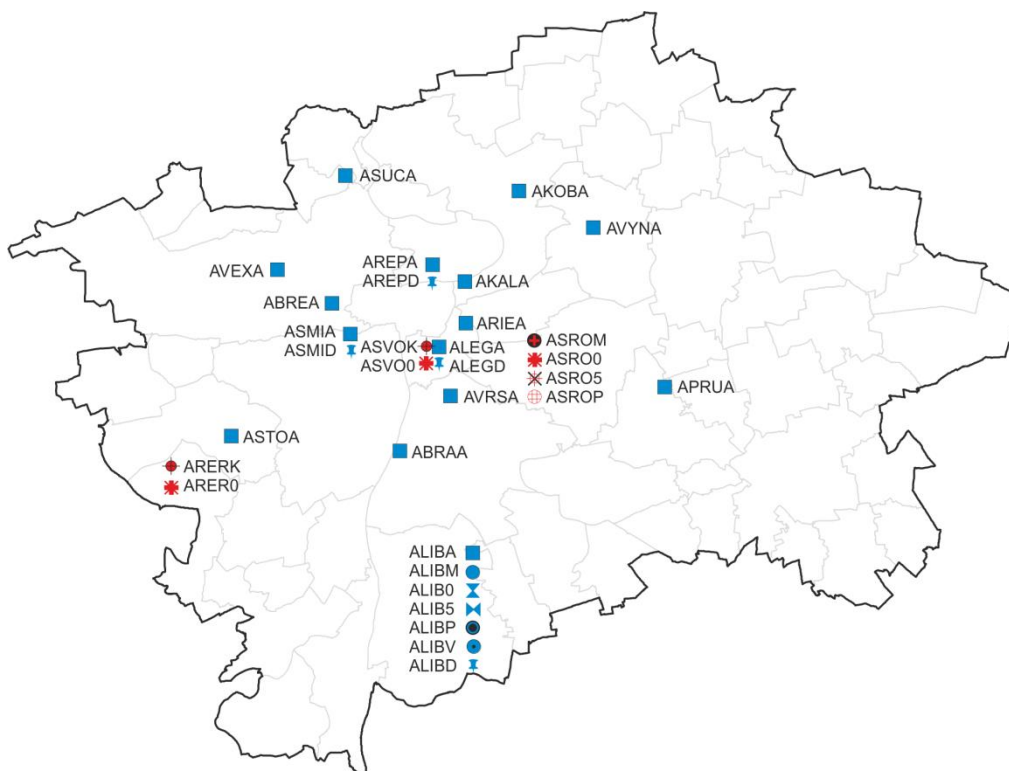 ASUCA
AKOBA
AVYNA
AVEXA
AREPA
AREPD
AKALA
ABREA
ARIEA
ASMIA
ASMID
ASVOK
ASVO0
ALEGA
ALEGD
ASROM
ASRO0
ASRO5
ASROP
APRUA
AVRSA
ASTOA
ABRAA
ARERK
ARER0
ALIBA
ALIBM
ALIB0
ALIB5
ALIBP
ALIBV
ALIBD